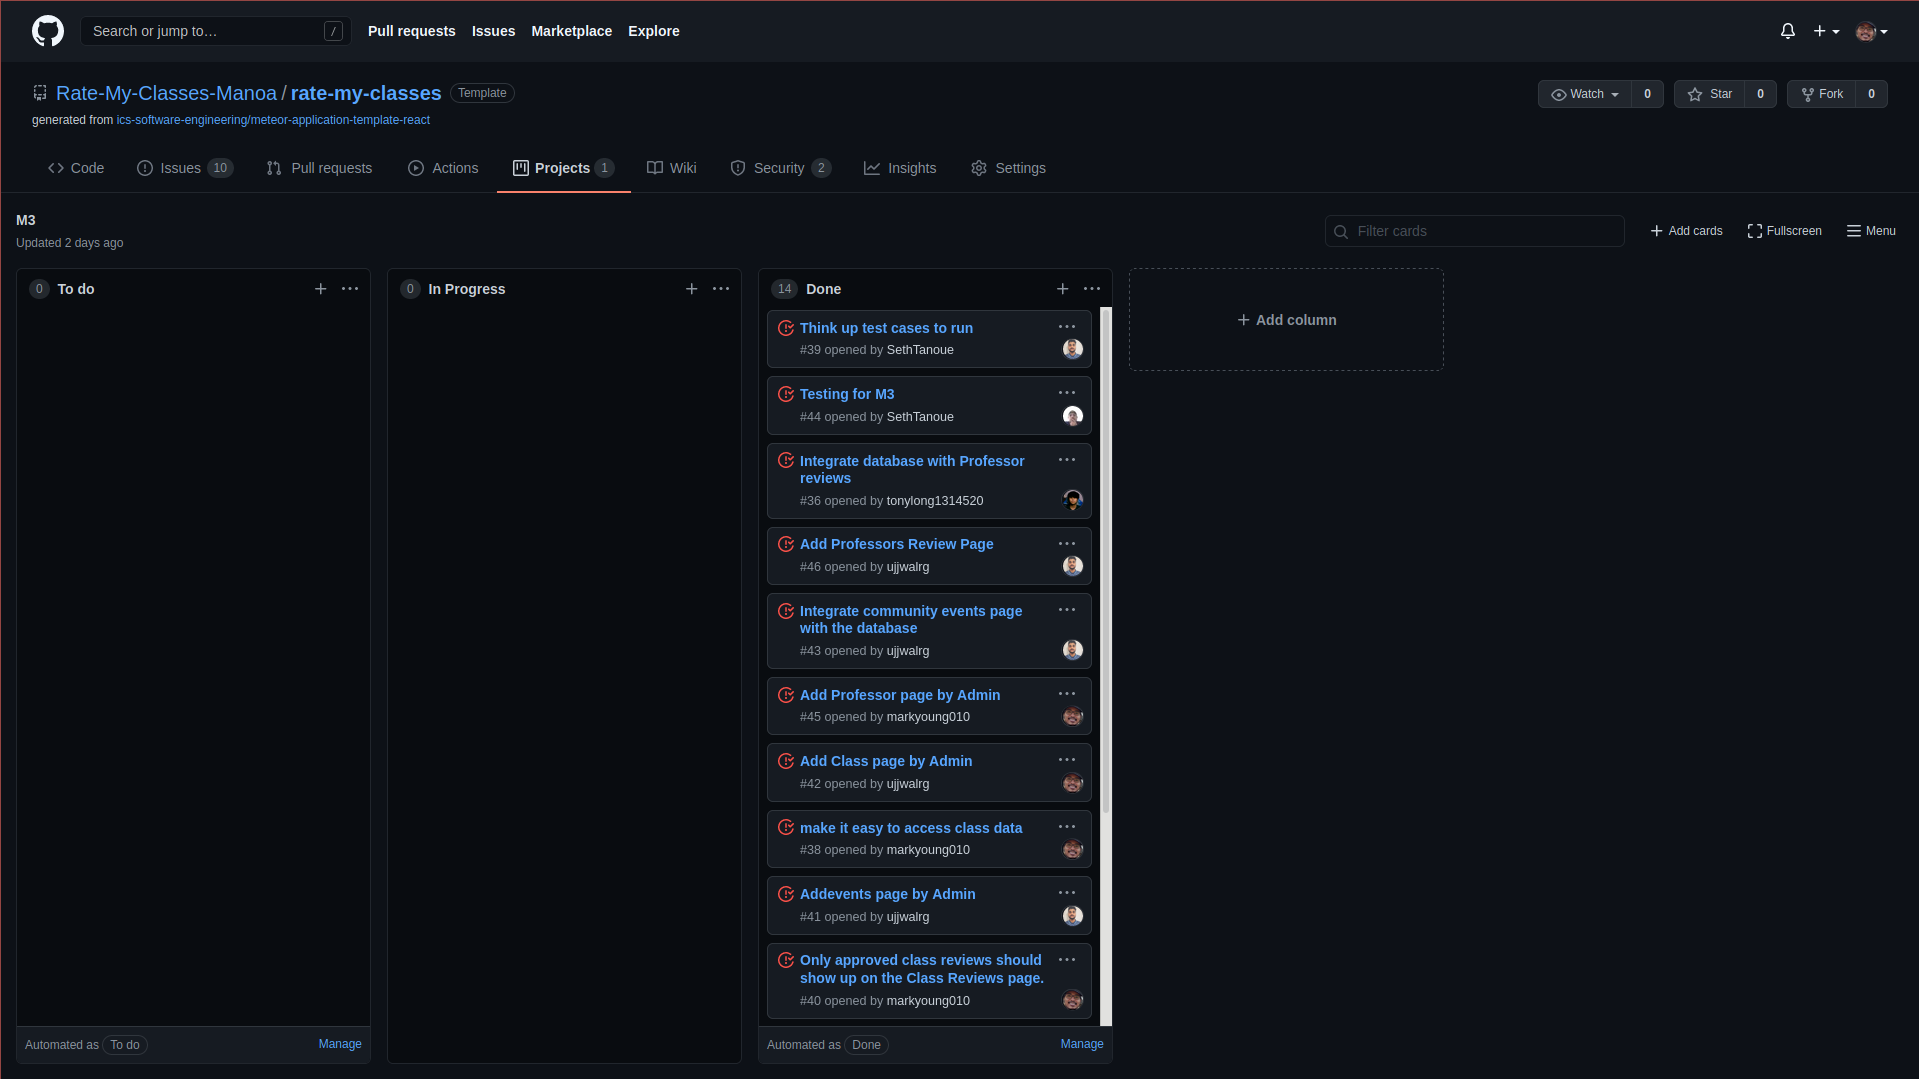 Search or jump to…
/
Pull requests
Issues
Marketplace
Explore
Rate-My-Classes-Manoa / rate-my-classes
Template
Watch 0
Star 0
Fork 0
generated from ics-software-engineering/meteor-application-template-react
Code
Issues 10
Pull requests
Actions
Projects 1
Wiki
Security 2
Insights
Settings
M3
Updated 2 days ago
Filter cards
Add cards
Fullscreen
Menu
0 To do
Automated as To do
Manage
0 In Progress
14 Done
Think up test cases to run
#39 opened by SethTanoue
Testing for M3
#44 opened by SethTanoue
Integrate database with Professor
reviews
#36 opened by tonylong1314520
Add Professors Review Page
#46 opened by ujjwalrg
Integrate community events page
with the database
#43 opened by ujjwalrg
Add Professor page by Admin
#45 opened by markyoung010
Add Class page by Admin
#42 opened by ujjwalrg
make it easy to access class data
#38 opened by markyoung010
Addevents page by Admin
#41 opened by ujjwalrg
Only approved class reviews should
show up on the Class Reviews page.
#40 opened by markyoung010
Automated as Done
Manage
Add column